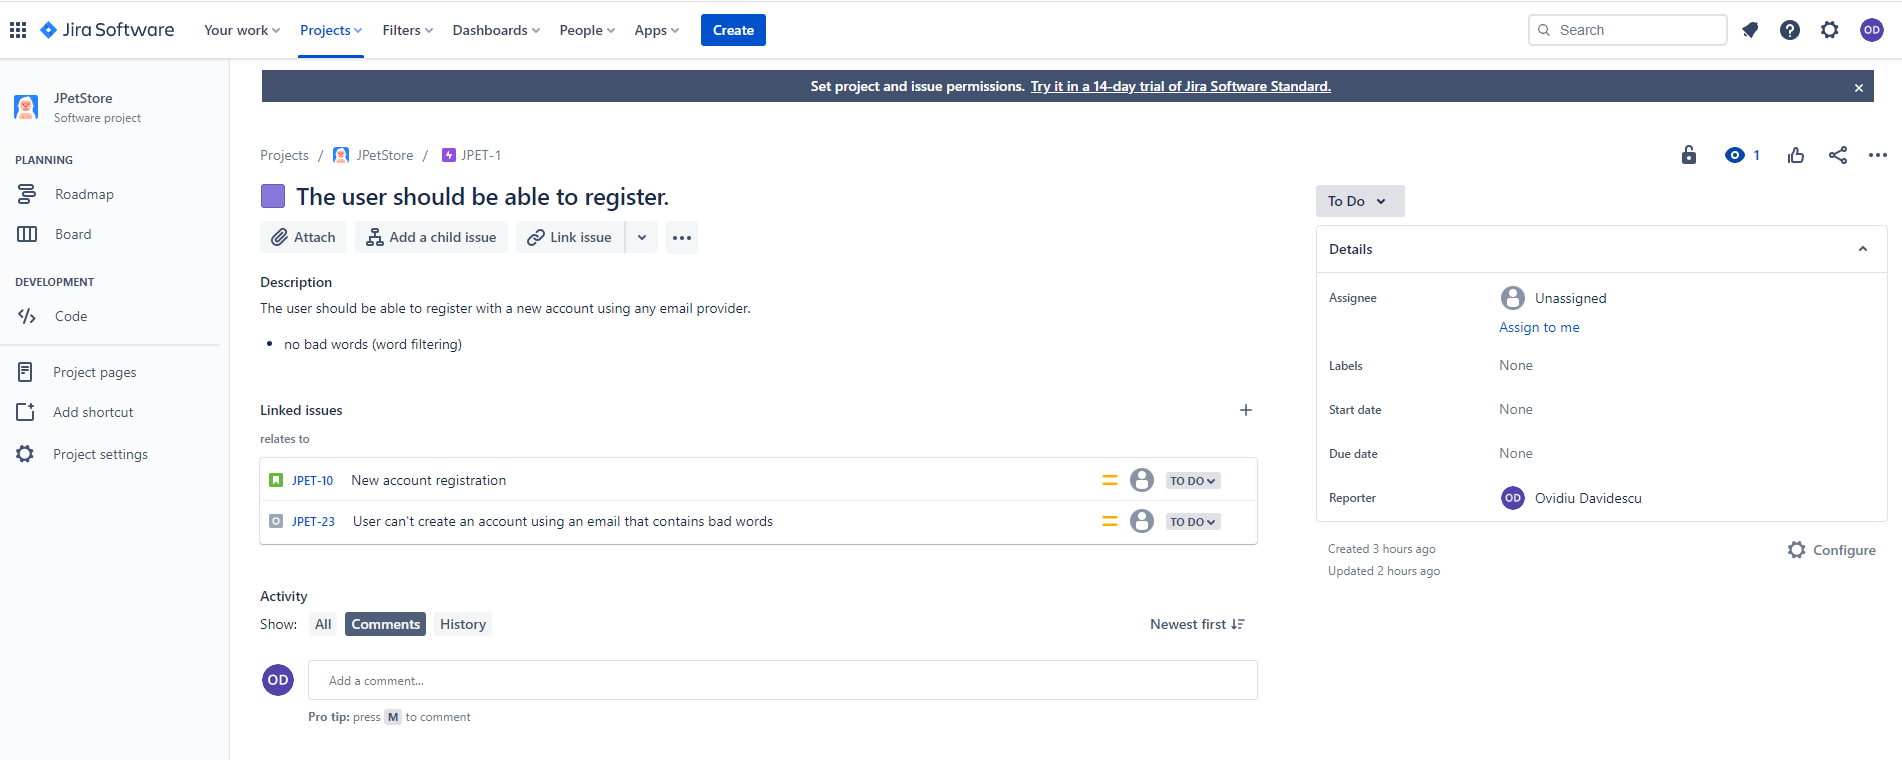 Jira Software
Your work
Projects
Filters
Dashboards
People
Apps
Create
Search
OD
JPetStore
Software project
PLANNING
Roadmap
Board
DEVELOPMENT
Code
Project pages
Add shortcut
Project settings
Set project and issue permissions. Try it in a 14-day trial of Jira Software Standard.
Projects / JPetStore / JPET-1
1
The user should be able to register.
Attach
Add a child issue
Link issue
Description
The user should be able to register with a new account using any email provider.
• no bad words (word filtering)
Linked issues
relates to
JPET-10 New account registration TO DO
JPET-23 User can't create an account using an email that contains bad words TO DO
Activity
Show: All Comments History
Newest first
OD
Add a comment...
Pro tip: press M to comment
To Do
Details
Assignee Unassigned
Assign to me
Labels None
Start date None
Due date None
Reporter OD Ovidiu Davidescu
Created 3 hours ago
Updated 2 hours ago
Configure